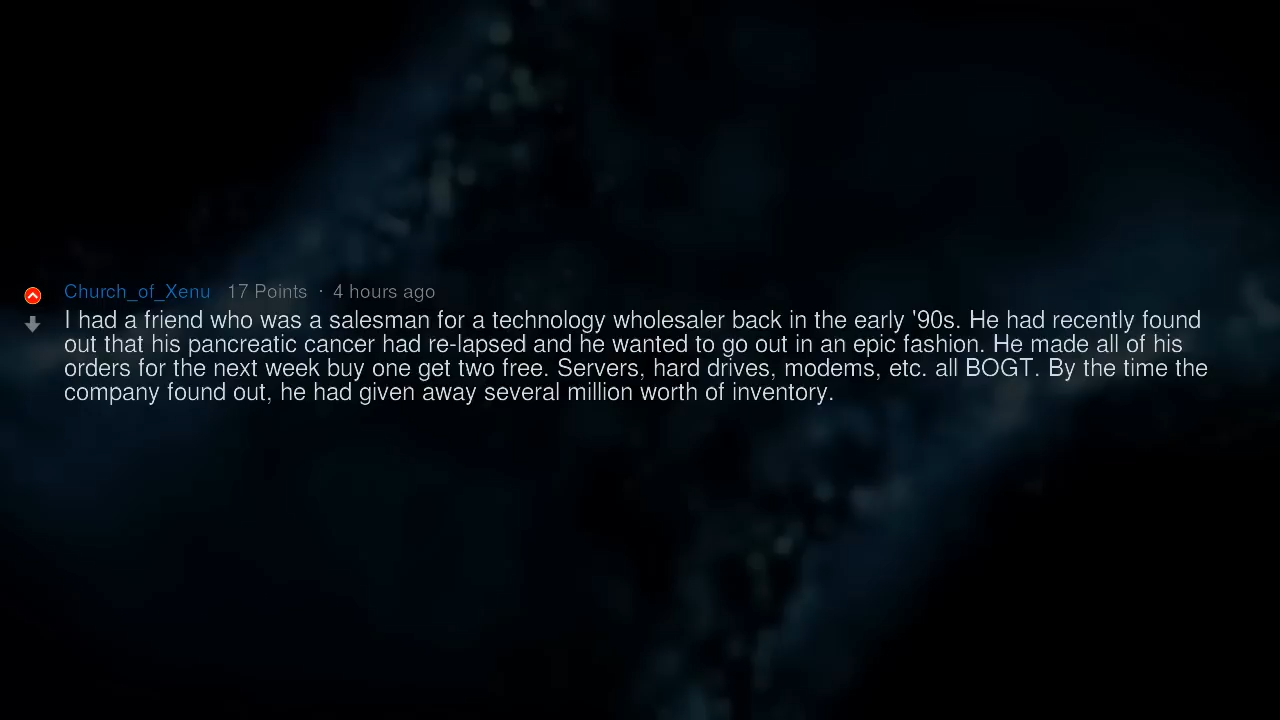 Church_of_Xenu 17 Points · 4 hours ago
I had a friend who was a salesman for a technology wholesaler back in the early '90s. He had recently found
out that his pancreatic cancer had re-lapsed and he wanted to go out in an epic fashion. He made all of his
orders for the next week buy one get two free. Servers, hard drives, modems, etc. all BOGT. By the time the
company found out, he had given away several million worth of inventory.